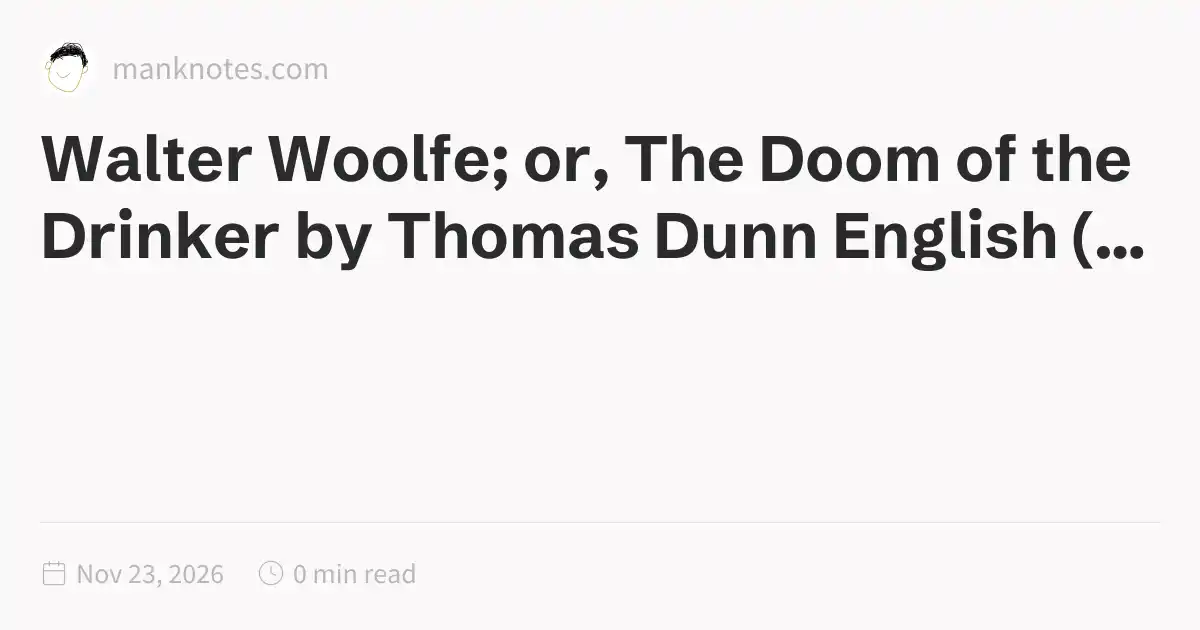 manknotes.com
Walter Woolfe; or, The Doom of the
Drinker by Thomas Dunn English (...
Nov 23, 2026
0 min read